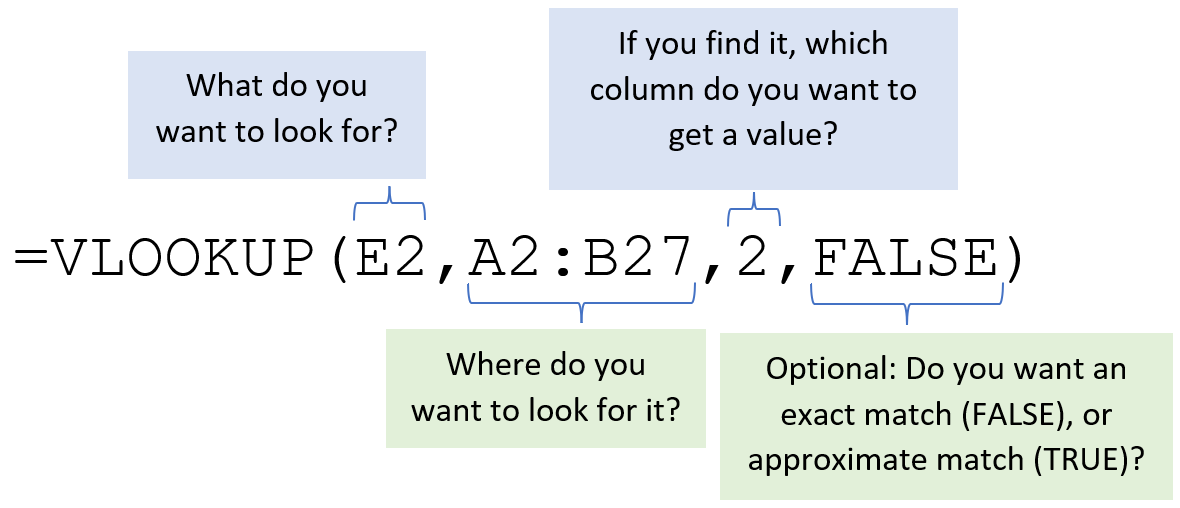 What do you
want to look for?
If you find it, which
column do you want to
get a value?
=VLOOKUP(E2,A2:B27,2,FALSE)
Where do you
want to look for it?
Optional: Do you want an
exact match (FALSE), or
approximate match (TRUE)?